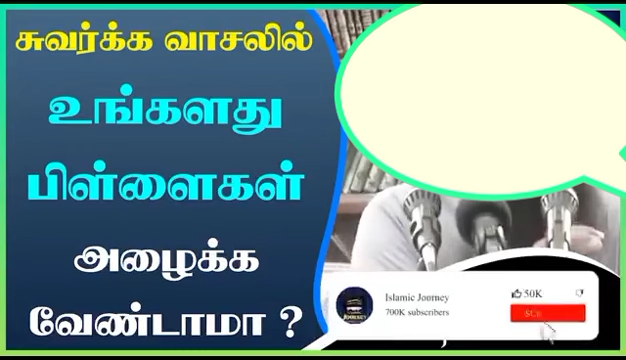 சுவர்க்க வாசலில்
உங்களது
பிள்ளைகள்
அழைக்க
வேண்டாமா ?
Islamic Journey
700K subscribers
50K